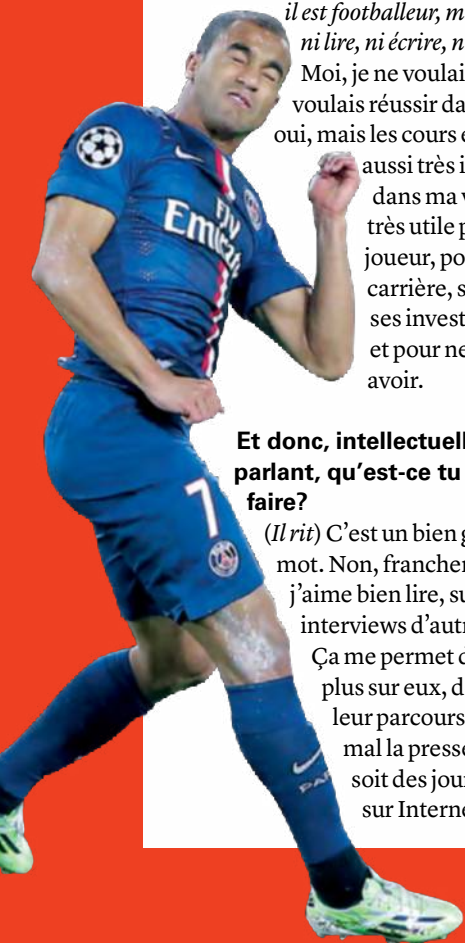 il est footballeur, m
ni lire, ni écrire, n
Moi, je ne voulai
voulais réussir da
oui, mais les cours e
aussi très i
dans ma v
très utile p
joueur, po
carrière, s
ses invest
et pour ne
avoir.
Et donc, intellectuell
parlant, qu’est-ce tu
faire?
(Il rit) C’est un bien g
mot. Non, francher
j’aime bien lire, su
interviews d’autr
Ça me permet d
plus sur eux, d
leur parcours
mal la presse
soit des jour
sur Interne
Fly
Emirate
7
PAR